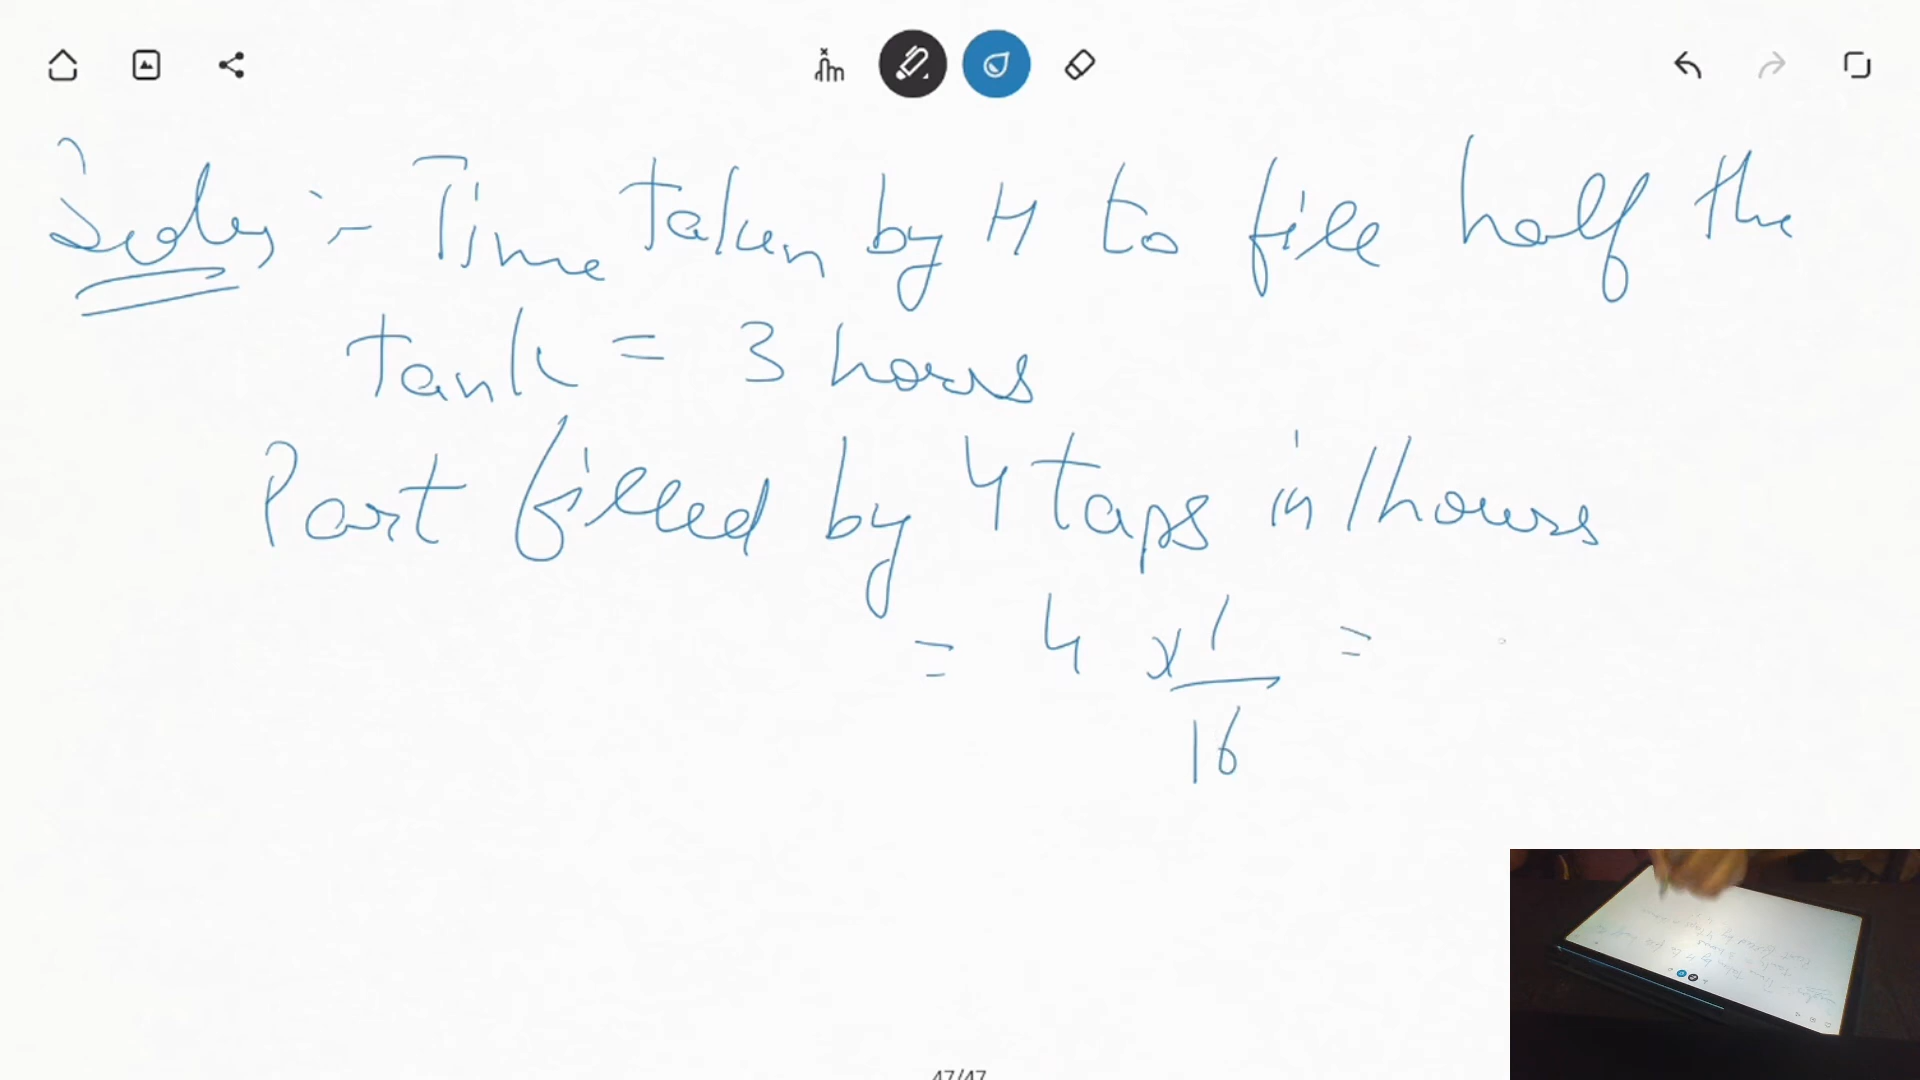 Soln :- Time taken by H to fill half the
tank = 3 hours
Part filled by 4 taps in 1 hours
= 4 x 1/16 =
47/47